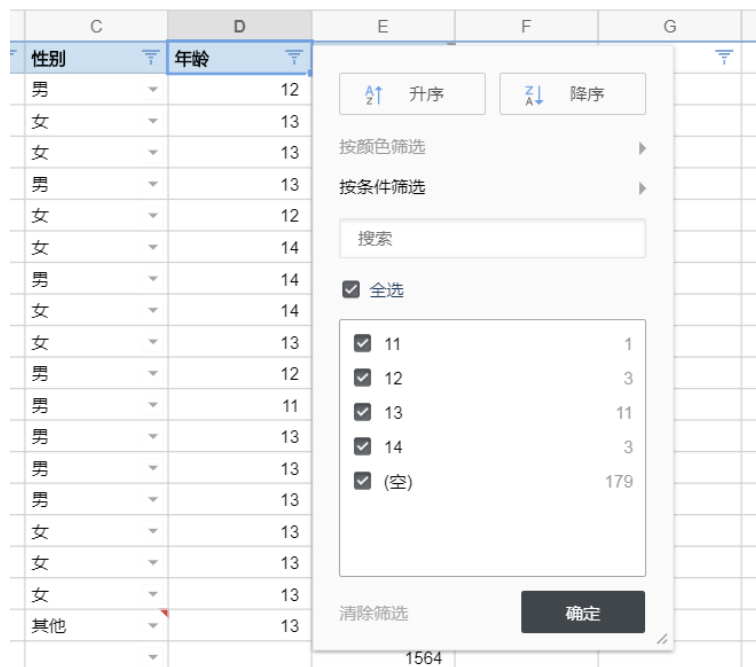 C D E F G
性别 年龄
男 12
升序 降序
女 13
女 13
按颜色筛选
男 13
按条件筛选
女 12
搜索
女 14
男 14
全选
女 14
女 13
11 1
男 12
12 3
男 11
13 11
男 13
14 3
男 13
(空) 179
男 13
女 13
女 13
女 13
清除筛选 确定
其他 13
1564